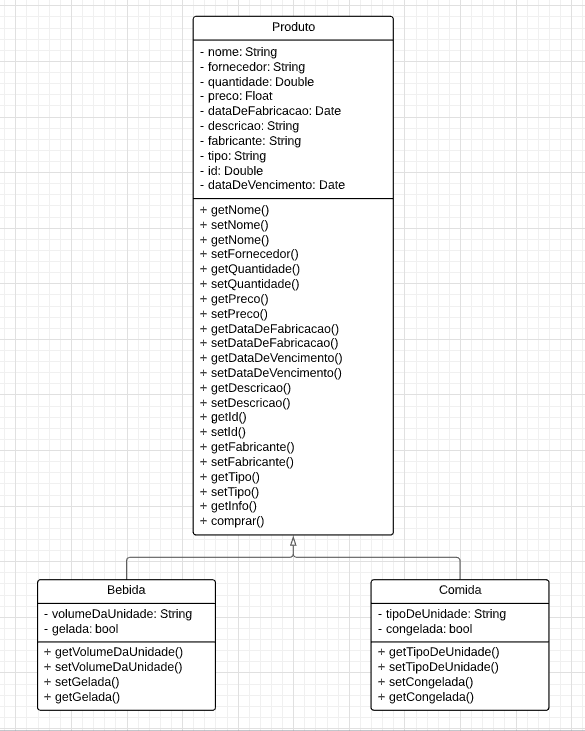 Produto
- nome: String
- fornecedor: String
- quantidade: Double
- preco: Float
- dataDeFabricacao: Date
- descricao: String
- fabricante: String
- tipo: String
- id: Double
- dataDeVencimento: Date
+ getNome()
+ setNome()
+ getNome()
+ setFornecedor()
+ getQuantidade()
+ setQuantidade()
+ getPreco()
+ setPreco()
+ getDataDeFabricacao()
+ setDataDeFabricacao()
+ getDataDeVencimento()
+ setDataDeVencimento()
+ getDescricao()
+ setDescricao()
+ getId()
+ setId()
+ getFabricante()
+ setFabricante()
+ getTipo()
+ setTipo()
+ getInfo()
+ comprar()
Bebida
- volumeDaUnidade: String
- gelada: bool
+ getVolumeDaUnidade()
+ setVolumeDaUnidade()
+ setGelada()
+ getGelada()
Comida
- tipoDeUnidade: String
- congelada: bool
+ getTipoDeUnidade()
+ setTipoDeUnidade()
+ setCongelada()
+ getCongelada()